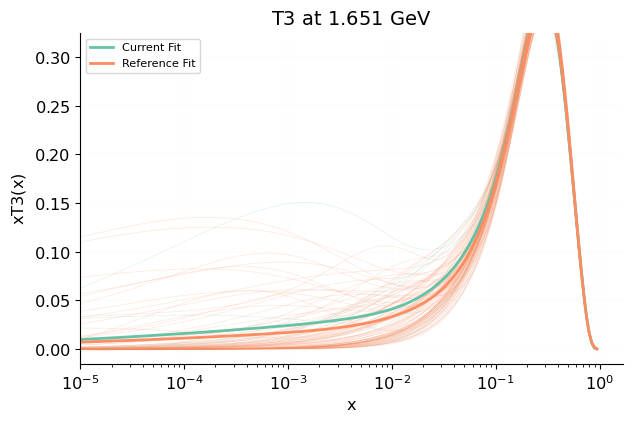 T3 at 1.651 GeV
Current Fit
Reference Fit
xT3(x)
0.30
0.25
0.20
0.15
0.10
0.05
0.00
10⁻⁵
10⁻⁴
10⁻³
10⁻²
10⁻¹
10⁰
x